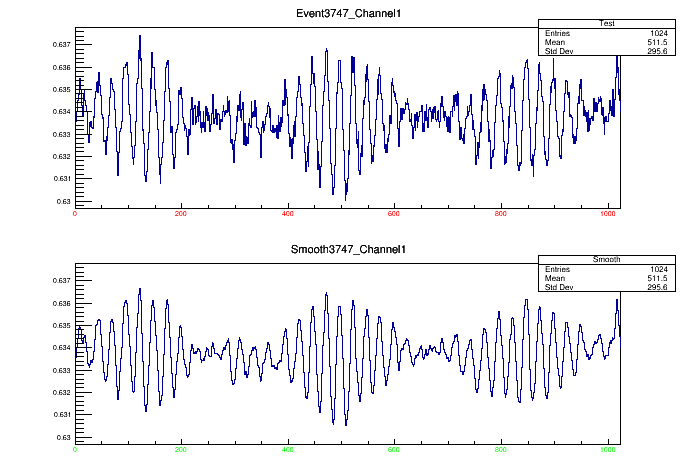 Event3747_Channel1
Test
Entries 1024
Mean 511.5
Std Dev 295.6
0.637
0.636
0.635
0.634
0.633
0.632
0.631
0.63
0 200 400 600 800 1000
Smooth3747_Channel1
Smooth
Entries 1024
Mean 511.5
Std Dev 295.6
0.637
0.636
0.635
0.634
0.633
0.632
0.631
0.63
0 200 400 600 800 1000